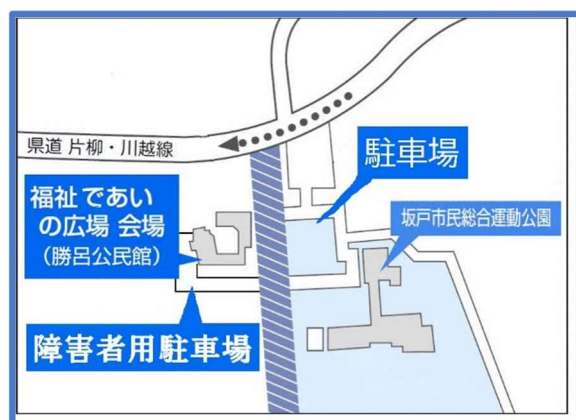 県道 片柳・川越線
駐車場
福祉であい
の広場 会場
(勝呂公民館)
坂戸市民総合運動公園
障害者用駐車場